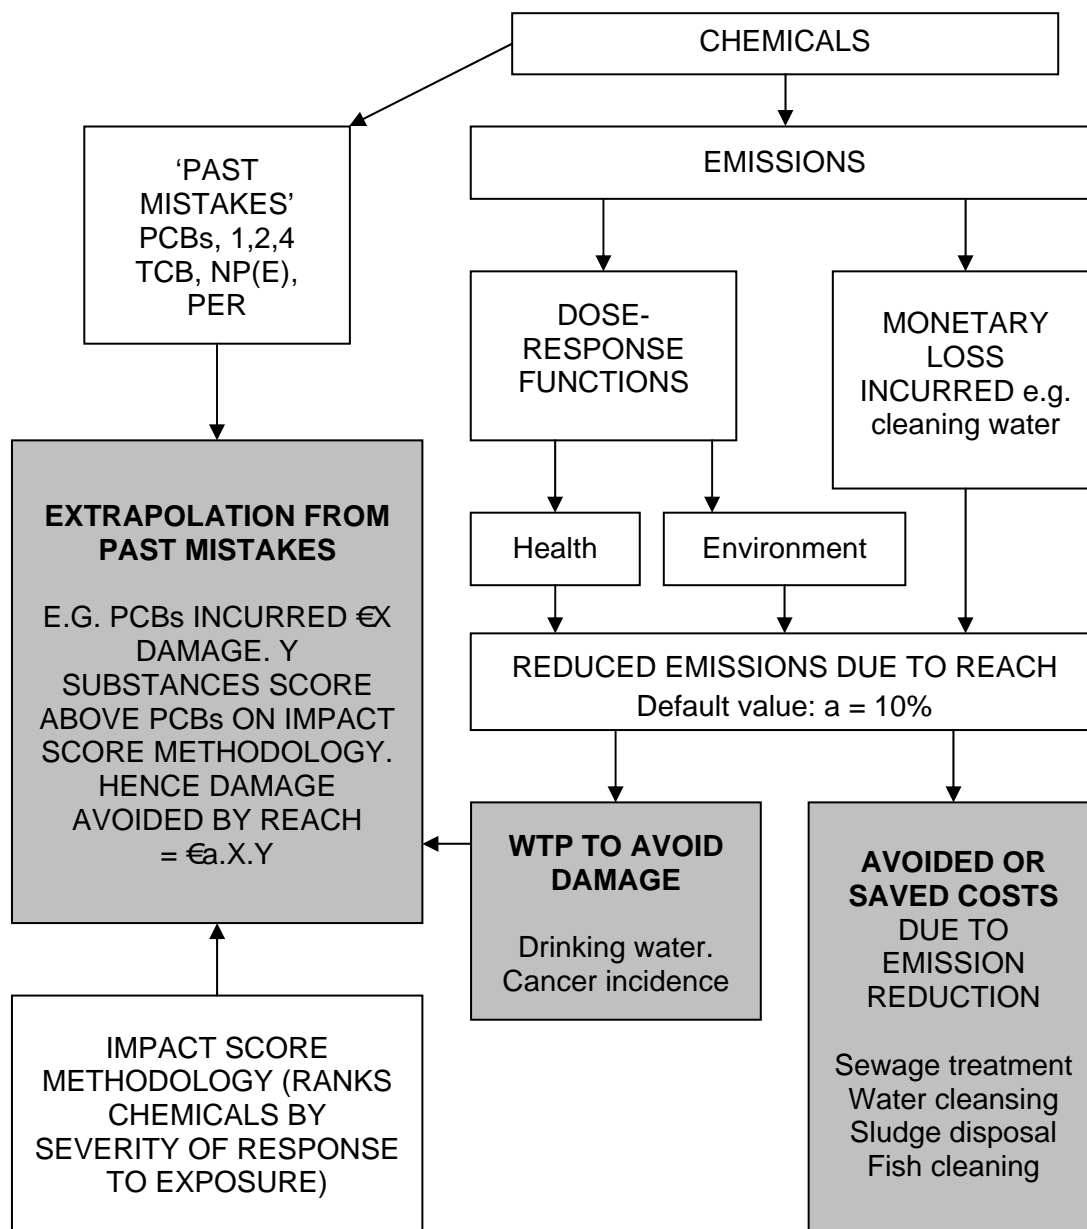 CHEMICALS
EMISSIONS
‘PAST
MISTAKES’
PCBs, 1,2,4
TCB, NP(E),
PER
DOSE-
RESPONSE
FUNCTIONS
MONETARY
LOSS
INCURRED e.g.
cleaning water
EXTRAPOLATION FROM
PAST MISTAKES
E.G. PCBs INCURRED €X
DAMAGE. Y
SUBSTANCES SCORE
ABOVE PCBs ON IMPACT
SCORE METHODOLOGY.
HENCE DAMAGE
AVOIDED BY REACH
= €a.X.Y
Health
Environment
REDUCED EMISSIONS DUE TO REACH
Default value: a = 10%
WTP TO AVOID
DAMAGE
Drinking water.
Cancer incidence
AVOIDED OR
SAVED COSTS
DUE TO
EMISSION
REDUCTION
Sewage treatment
Water cleansing
Sludge disposal
Fish cleaning
IMPACT SCORE
METHODOLOGY (RANKS
CHEMICALS BY
SEVERITY OF RESPONSE
TO EXPOSURE)